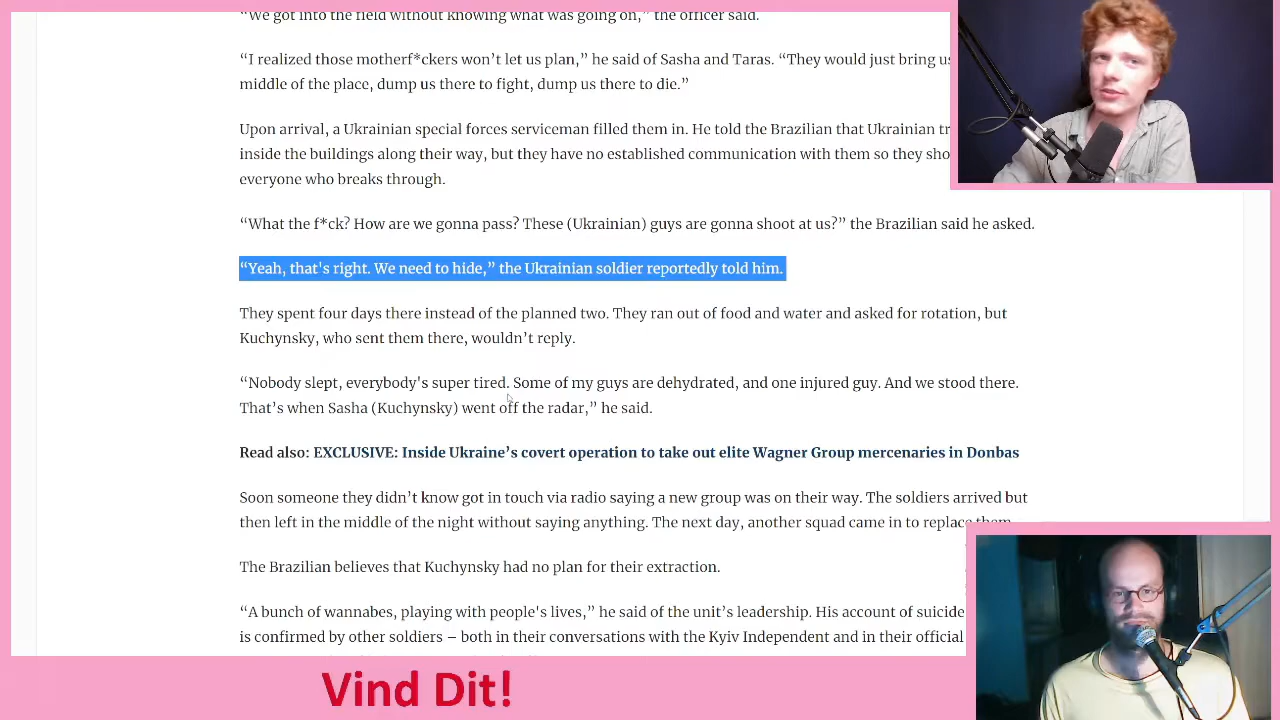 “We got into the field without knowing what was going on,” the officer said.
“I realized those motherf*ckers won’t let us plan,” he said of Sasha and Taras. “They would just bring us
middle of the place, dump us there to fight, dump us there to die.”
Upon arrival, a Ukrainian special forces serviceman filled them in. He told the Brazilian that Ukrainian
inside the buildings along their way, but they have no established communication with them so they
everyone who breaks through.
“What the f*ck? How are we gonna pass? These (Ukrainian) guys are gonna shoot at us?” the Brazilian said he asked.
“Yeah, that's right. We need to hide,” the Ukrainian soldier reportedly told him.
They spent four days there instead of the planned two. They ran out of food and water and asked for rotation, but
Kuchynsky, who sent them there, wouldn’t reply.
“Nobody slept, everybody's super tired. Some of my guys are dehydrated, and one injured guy. And we stood there.
That’s when Sasha (Kuchynsky) went off the radar,” he said.
Read also: EXCLUSIVE: Inside Ukraine’s covert operation to take out elite Wagner Group mercenaries in Donbas
Soon someone they didn’t know got in touch via radio saying a new group was on their way. The soldiers arrived but
then left in the middle of the night without saying anything. The next day, another squad came in to replace them.
The Brazilian believes that Kuchynsky had no plan for their extraction.
“A bunch of wannabes, playing with people's lives,” he said of the unit’s leadership. His account of suicide
is confirmed by other soldiers – both in their conversations with the Kyiv Independent and in their official
Vind Dit!